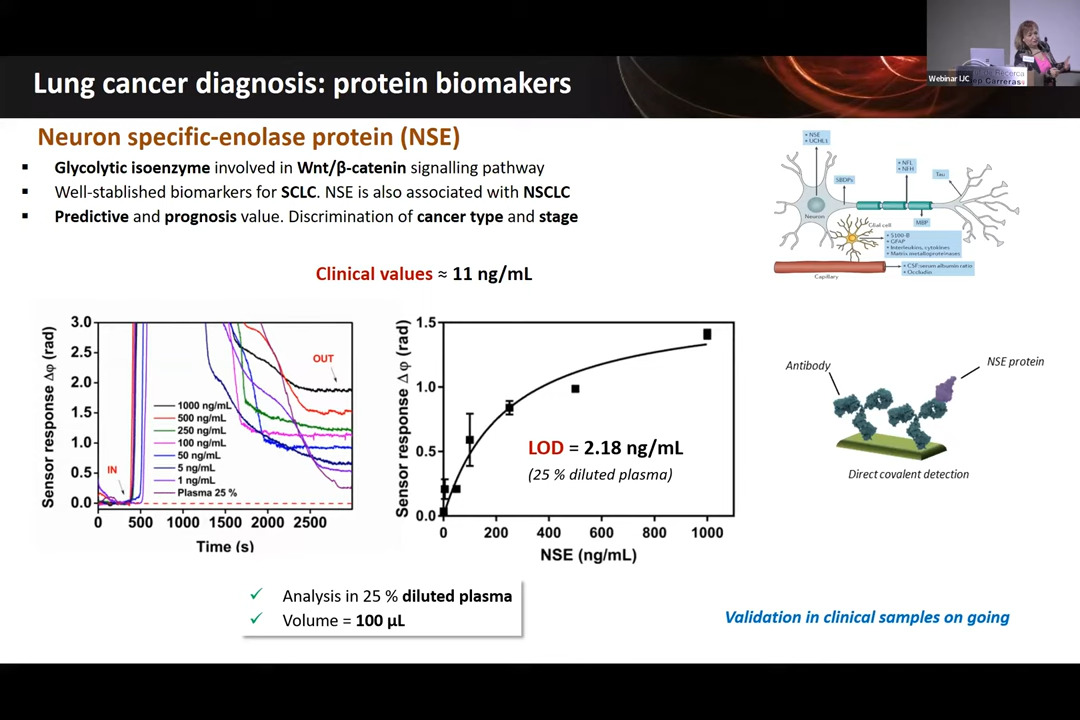 Webinar IJC
Lung cancer diagnosis: protein biomakers
Neuron specific-enolase protein (NSE)
▪ Glycolytic isoenzyme involved in Wnt/β-catenin signalling pathway
▪ Well-stablished biomarkers for SCLC. NSE is also associated with NSCLC
▪ Predictive and prognosis value. Discrimination of cancer type and stage
Clinical values ≈ 11 ng/mL
• NSE
• UCHL1
SBDPs
• NFL
• NFH
Tau
Neuron
MBP
Glial cell
• S100-B
• GFAP
• Interleukins, cytokines
• Matrix metalloproteinases
• CSF:serum albumin ratio
• Occludin
Capillary
Sensor response Δφ (rad)
3.0
2.5
2.0
1.5
1.0
0.5
0.0
IN
OUT
1000 ng/mL
500 ng/mL
250 ng/mL
100 ng/mL
50 ng/mL
5 ng/mL
1 ng/mL
Plasma 25 %
0 500 1000 1500 2000 2500
Time (s)
Sensor response Δφ (rad)
1.5
1.0
0.5
0.0
LOD = 2.18 ng/mL
(25 % diluted plasma)
0 200 400 600 800 1000
NSE (ng/mL)
Antibody
NSE protein
Direct covalent detection
✓ Analysis in 25 % diluted plasma
✓ Volume = 100 µL
Validation in clinical samples on going